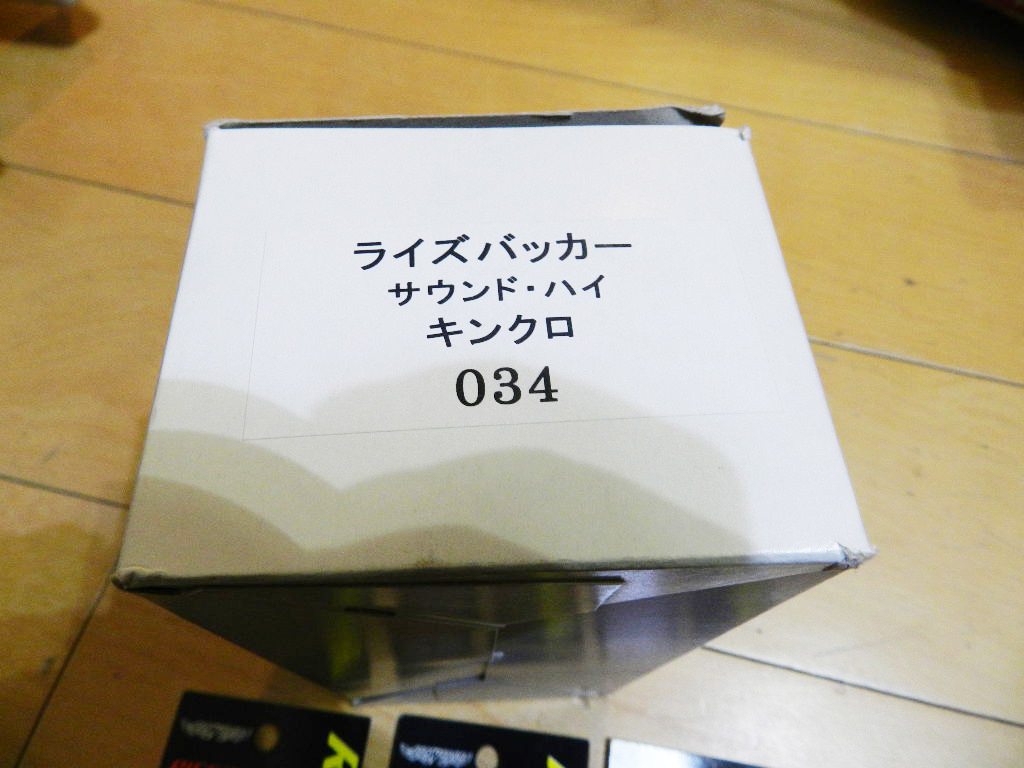 ライズバッカー
サウンド・ハイ
キンクロ
034